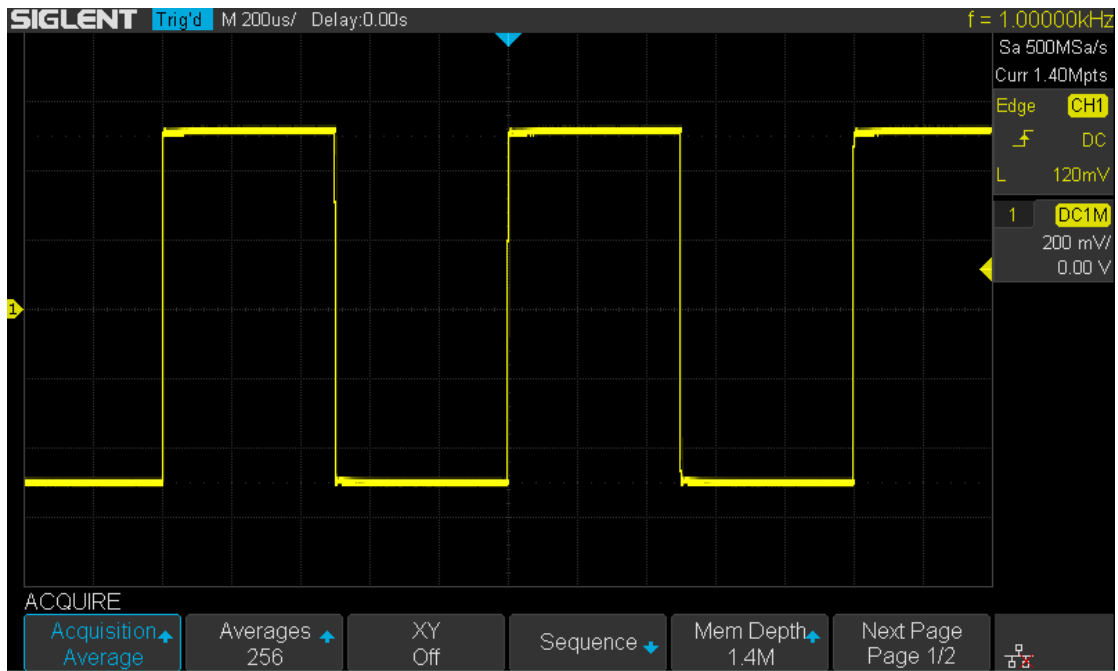 SIGLENT Trig'd M 200us/ Delay:0.00s f = 1.00000kHz
Sa 500MSa/s
Curr 1.40Mpts
Edge CH1
DC
L 120mV
1 DC1M
200 mV/
0.00 V
1
ACQUIRE
Acquisition
Average
Averages
256
XY
Off
Sequence
Mem Depth
1.4M
Next Page
Page 1/2